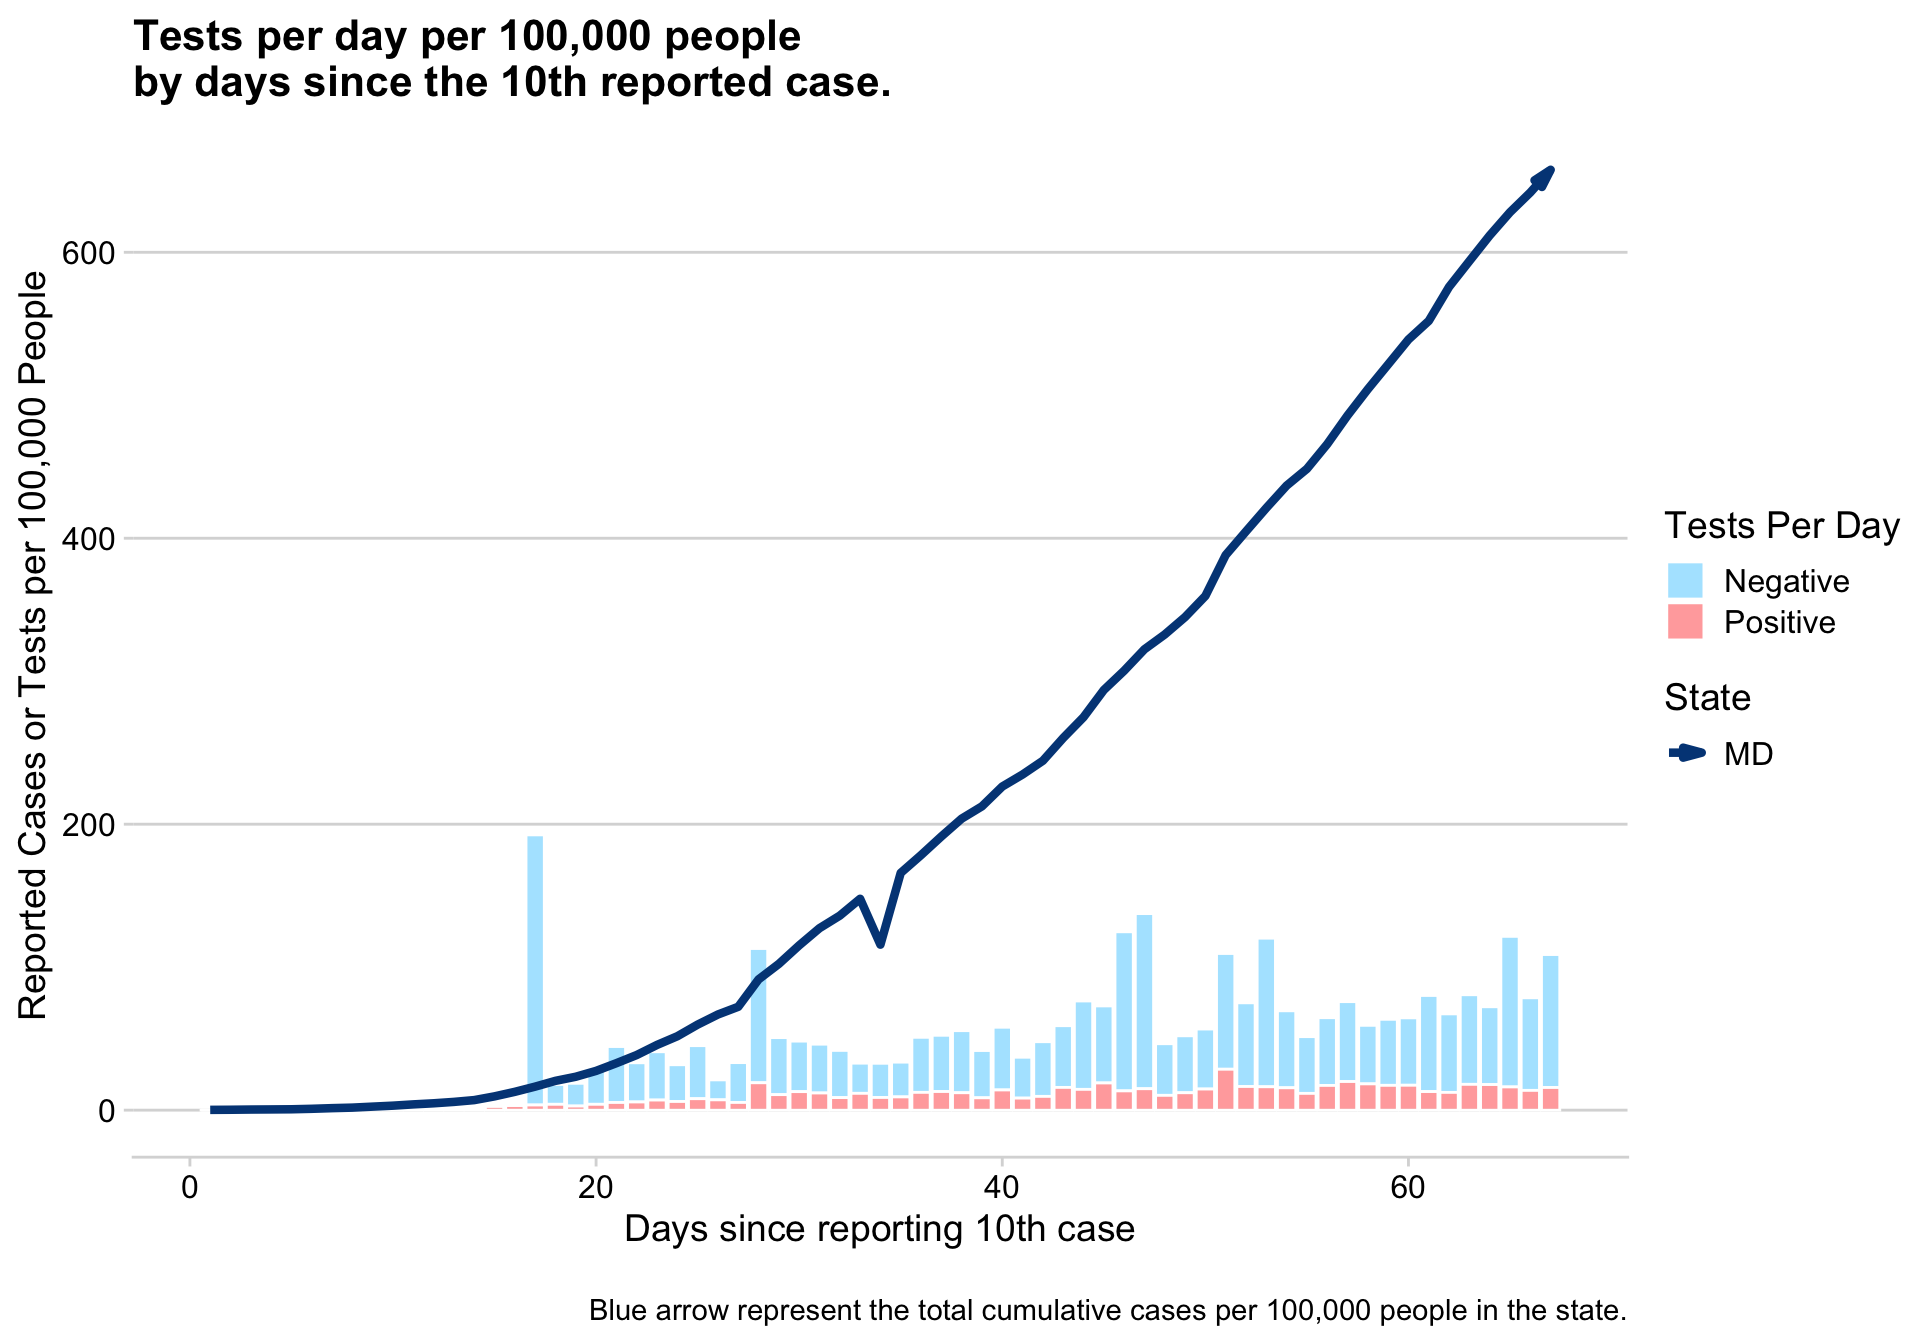 Tests per day per 100,000 people
by days since the 10th reported case.
Reported Cases or Tests per 100,000 People
600
400
200
0
0
20
40
60
Days since reporting 10th case
Tests Per Day
Negative
Positive
State
MD
Blue arrow represent the total cumulative cases per 100,000 people in the state.